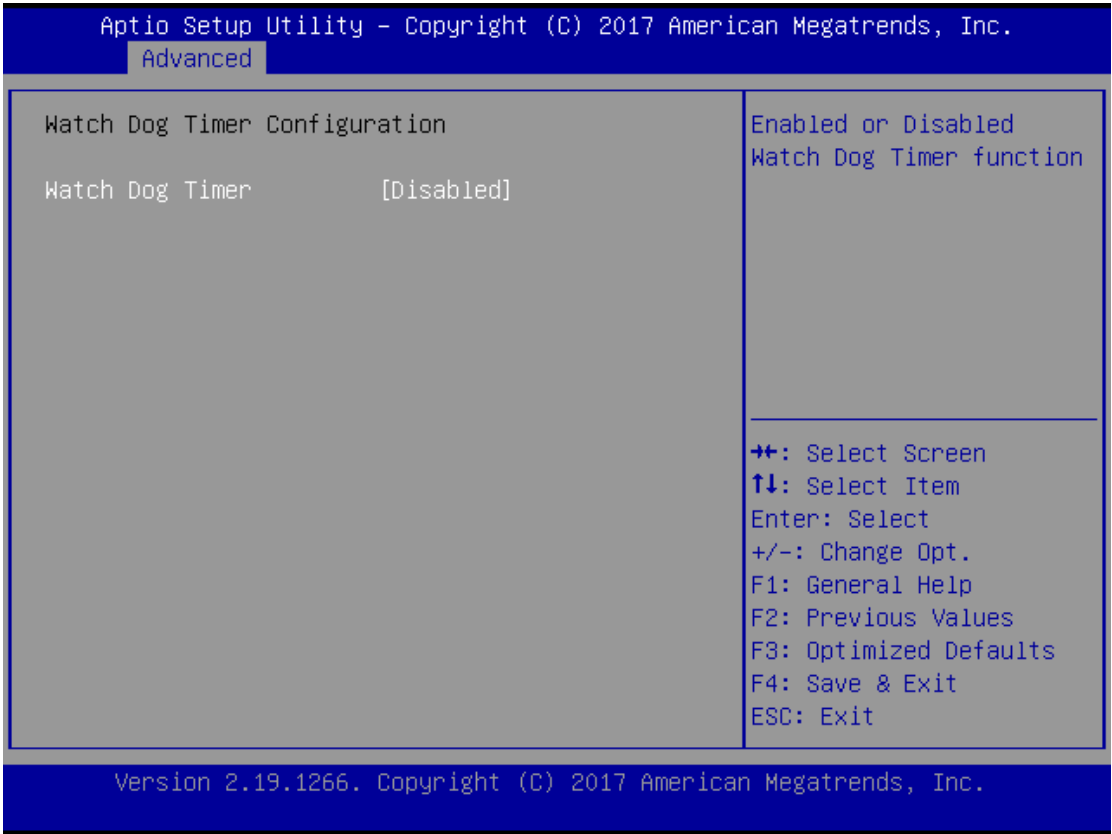 Aptio Setup Utility – Copyright (C) 2017 American Megatrends, Inc.
Advanced
Watch Dog Timer Configuration
Watch Dog Timer [Disabled]
Enabled or Disabled
Watch Dog Timer function
→←: Select Screen
↑↓: Select Item
Enter: Select
+/-: Change Opt.
F1: General Help
F2: Previous Values
F3: Optimized Defaults
F4: Save & Exit
ESC: Exit
Version 2.19.1266. Copyright (C) 2017 American Megatrends, Inc.